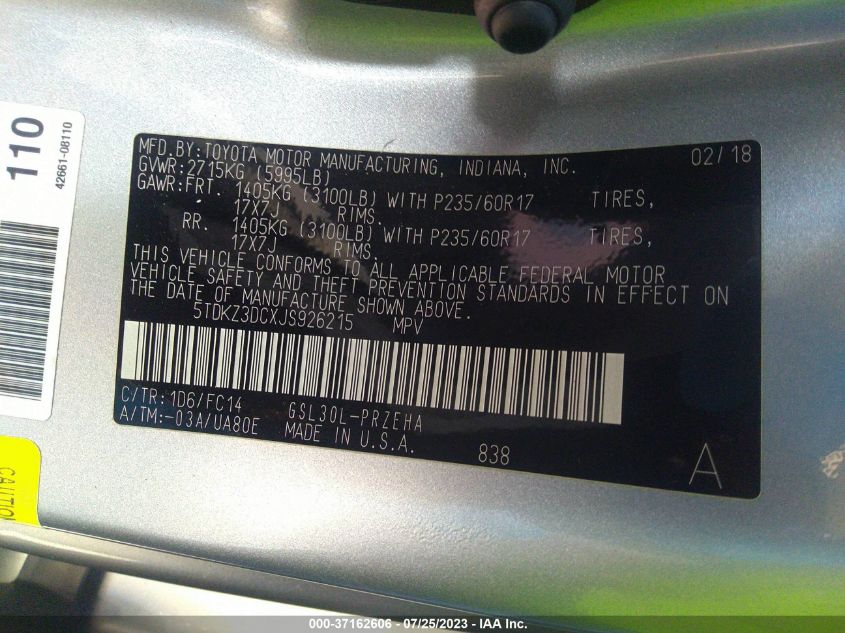 110
42661-08110
MFD.BY:TOYOTA MOTOR MANUFACTURING, INDIANA, INC. 02/18
GVWR:2715KG (5995LB)
GAWR:FRT. 1405KG (3100LB) WITH P235/60R17 TIRES,
17X7J RIMS.
RR. 1405KG (3100LB) WITH P235/60R17 TIRES,
17X7J RIMS.
THIS VEHICLE CONFORMS TO ALL APPLICABLE FEDERAL MOTOR
VEHICLE SAFETY AND THEFT PREVENTION STANDARDS IN EFFECT ON
THE DATE OF MANUFACTURE SHOWN ABOVE.
5TDKZ3DCXJS926215 MPV
C/TR:1D6/FC14 GSL30L-PRZEHA
A/TM:-03A/UA80E MADE IN U.S.A. 838
A
CAUTION
000-37162606 - 07/25/2023 - IAA Inc.